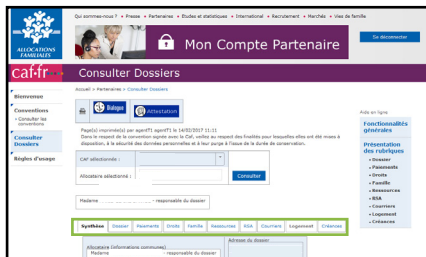 Qui sommes-nous ? • Presse • Partenaires • Etudes et statistiques • International • Recrutement • Marchés • Vies de famille
ALLOCATIONS
FAMILIALES
Mon Compte Partenaire
Se déconnecter
caf.fr
Consulter Dossiers
Accueil > Partenaires > Consulter Dossiers
Bienvenue
Conventions
• Consulter les
conventions
Consulter
Dossiers
Règles d'usage
Dialogue
Attestation
Page(s) imprimée(s) par agentf1 agentf1 le 14/02/2017 11:11
Dans le respect de la convention signée avec la Caf, veillez au respect des finalités pour lesquelles elles ont été mises à
disposition, à la sécurité des données personnelles et à leur purge à l'issue de la durée de conservation.
CAF sélectionnée :
Allocataire sélectionné :
Consulter
Madame
- responsable du dossier
Synthèse Dossier Paiements Droits Famille Ressources RSA Courriers Logement Créances
Allocataire (informations communes)
Madame - responsable du dossier
Adresse du dossier
Aide en ligne
Fonctionnalités
générales
Présentation
des rubriques
• Dossier
• Paiements
• Droits
• Famille
• Ressources
• RSA
• Courriers
• Logement
• Créances